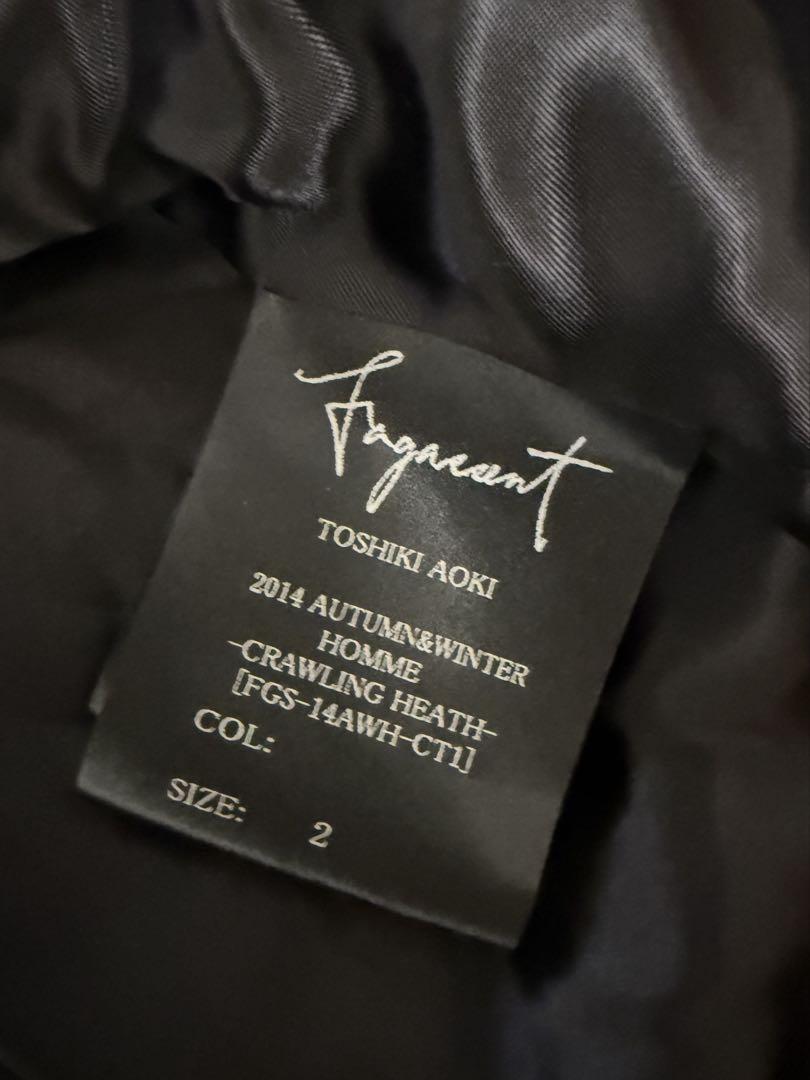 Fagassent
TOSHIKI AOKI
2014 AUTUMN&WINTER
HOMME
-CRAWLING HEATH-
[FGS-14AWH-CT1]
COL:
SIZE: 2